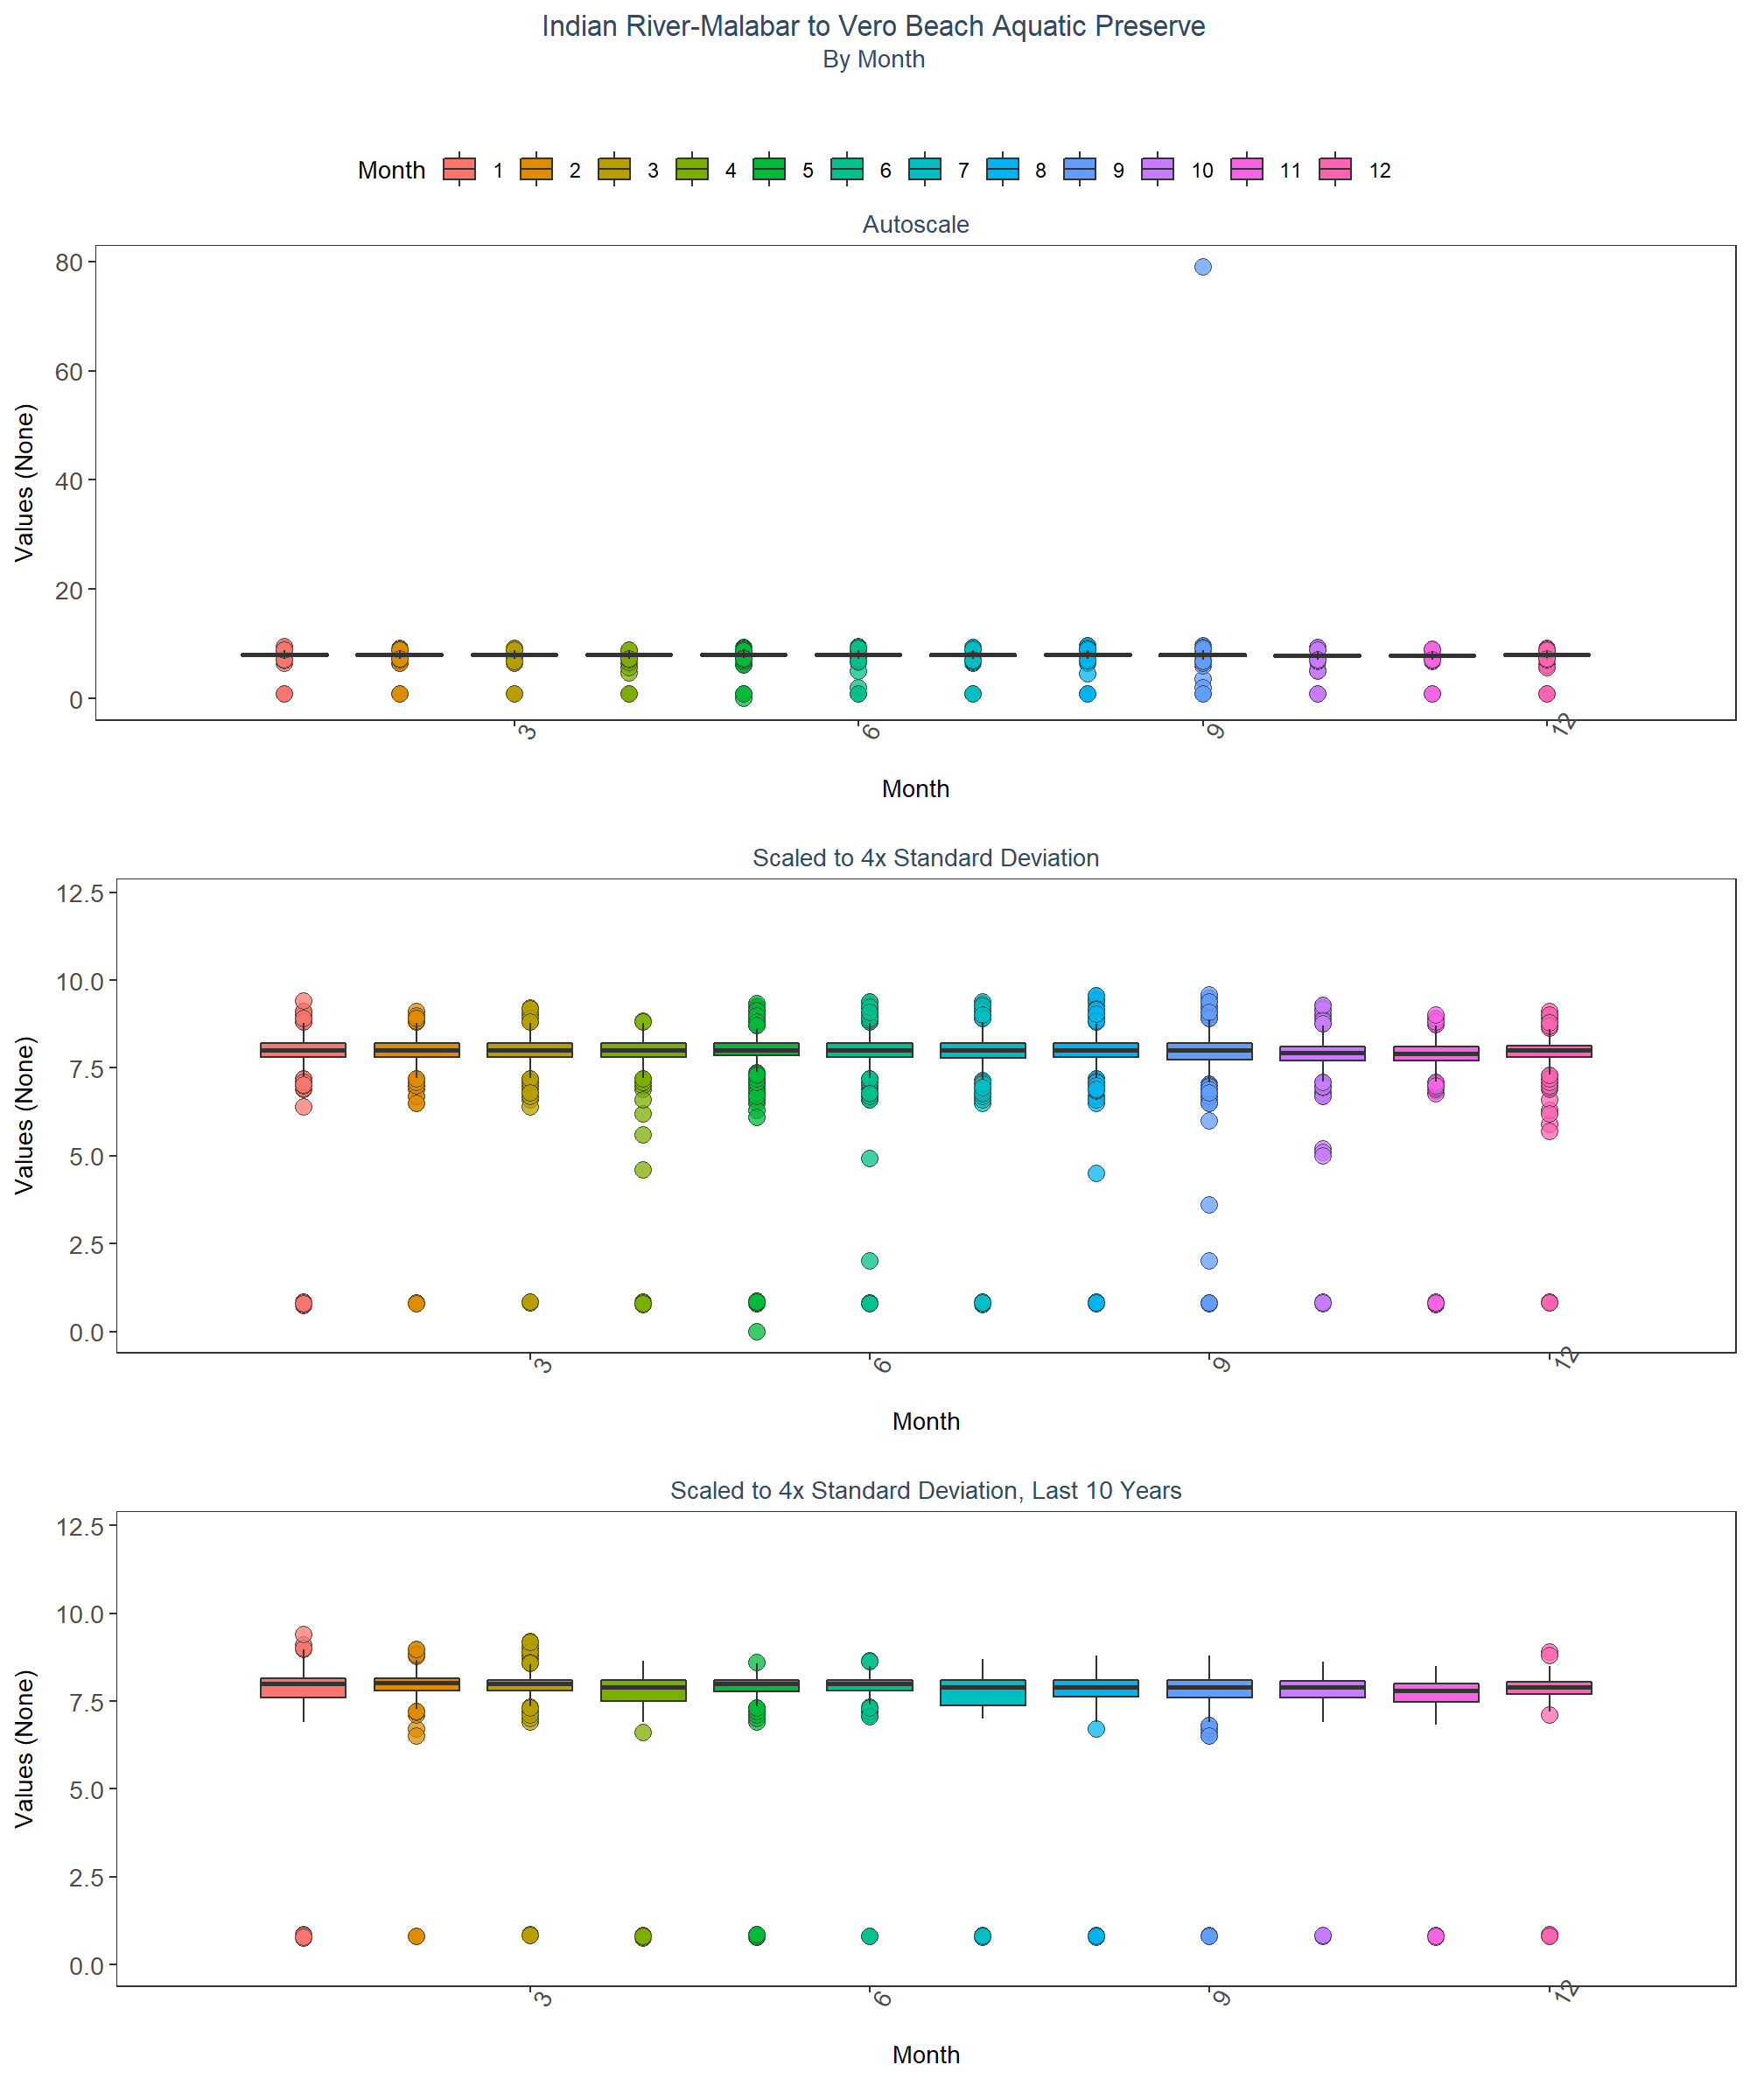 Indian River-Malabar to Vero Beach Aquatic Preserve
By Month
Month 1 2 3 4 5 6 7 8 9 10 11 12
Autoscale
Values (None)
80
60
40
20
0
3 6 9 12
Month
Scaled to 4x Standard Deviation
Values (None)
12.5
10.0
7.5
5.0
2.5
0.0
3 6 9 12
Month
Scaled to 4x Standard Deviation, Last 10 Years
Values (None)
12.5
10.0
7.5
5.0
2.5
0.0
3 6 9 12
Month